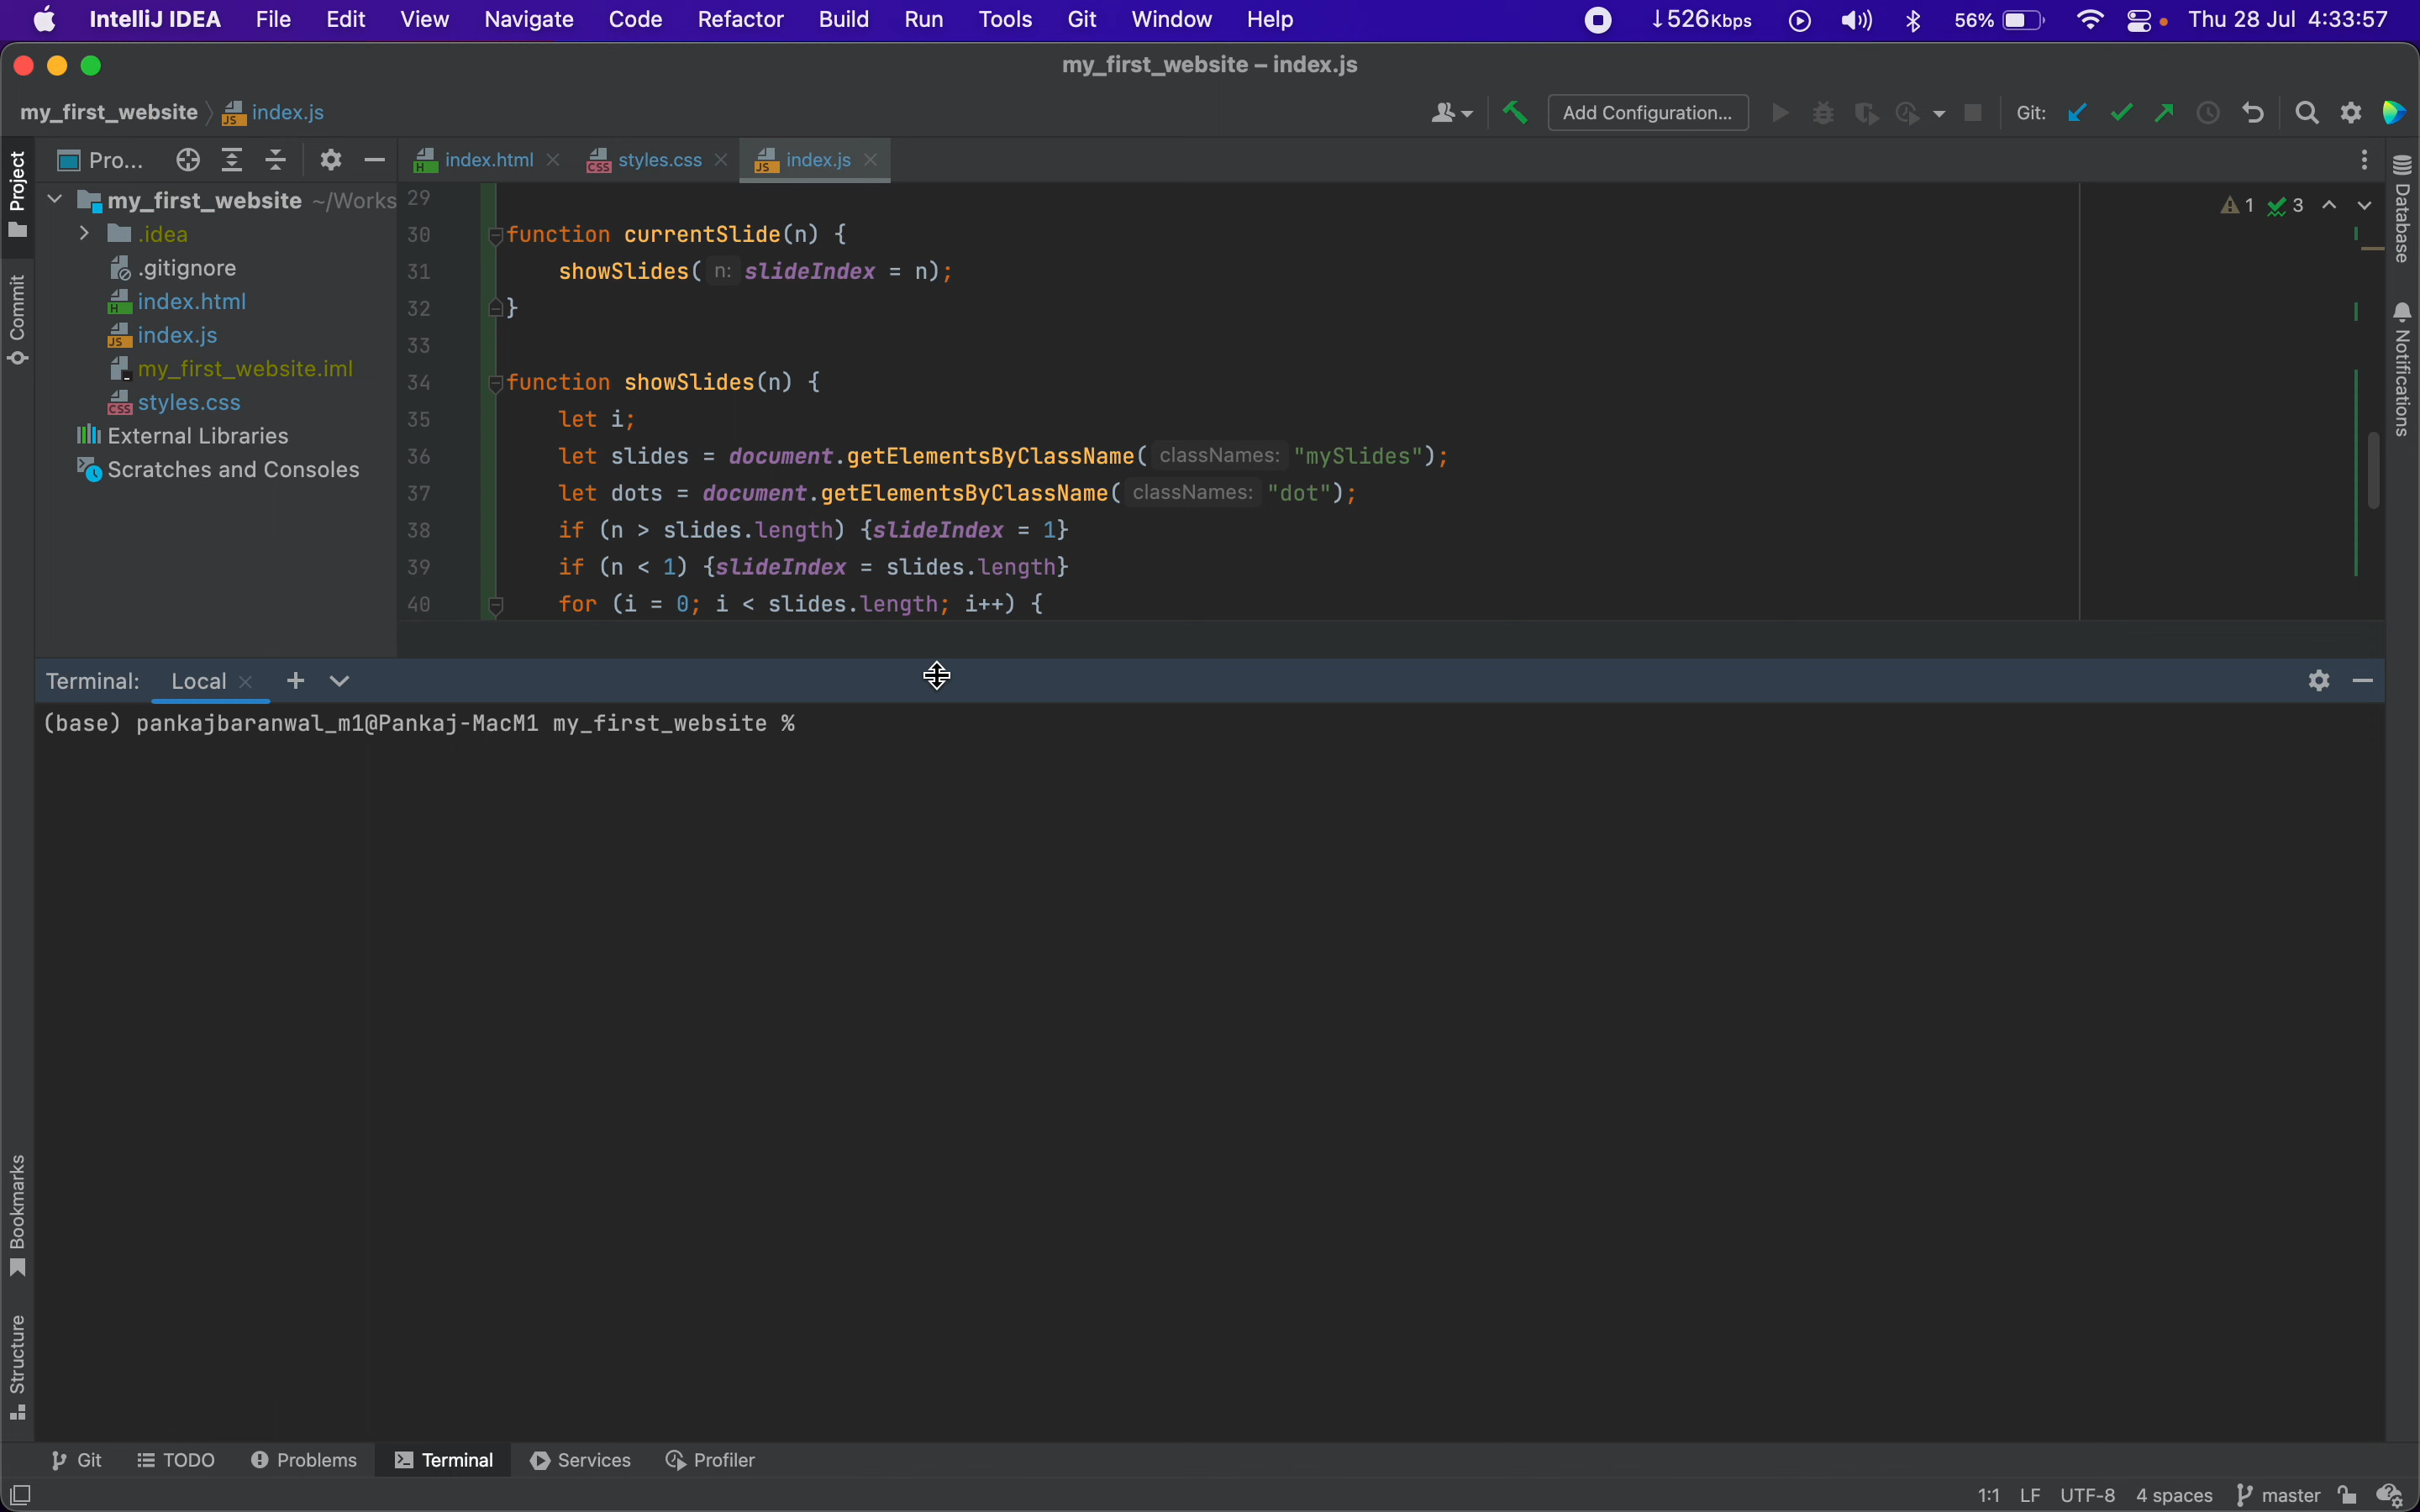 IntelliJ IDEA File Edit View Navigate Code Refactor Build Run Tools Git Window Help ↓526Kbps 56% Thu 28 Jul 4:33:57
my_first_website – index.js
my_first_website index.js Add Configuration... Git:
Project
Commit
Bookmarks
Structure
Pro...
my_first_website ~/Works
.idea
.gitignore
index.html
index.js
my_first_website.iml
styles.css
External Libraries
Scratches and Consoles
index.html styles.css index.js
1 3
29
30 function currentSlide(n) {
31 showSlides( n: slideIndex = n);
32 }
33
34 function showSlides(n) {
35 let i;
36 let slides = document.getElementsByClassName( classNames: "mySlides");
37 let dots = document.getElementsByClassName( classNames: "dot");
38 if (n > slides.length) {slideIndex = 1}
39 if (n < 1) {slideIndex = slides.length}
40 for (i = 0; i < slides.length; i++) {
Database
Notifications
Terminal: Local
(base) pankajbaranwal_m1@Pankaj-MacM1 my_first_website %
Git TODO Problems Terminal Services Profiler
1:1 LF UTF-8 4 spaces master